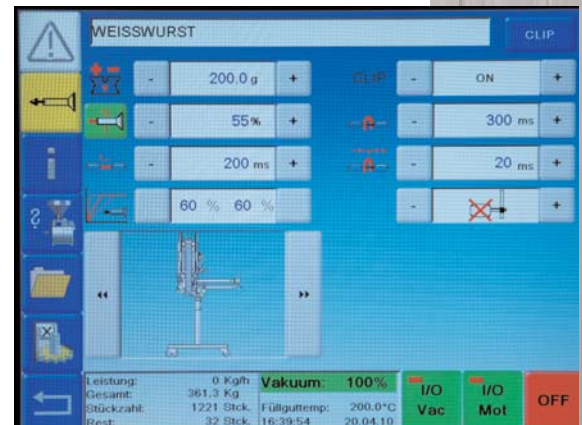 WEISSWURST
CLIP
- 200,0 g +
CLIP - ON +
- 55 % +
- 300 ms +
- 200 ms +
- 20 ms +
60 % 60 %
- +
Leistung: 0 Kg/h
Gesamt: 361,3 Kg
Stückzahl: 1221 Stck.
Rest: 32 Stck.
Vakuum: 100%
Füllguttemp: 200.0°C
16:39:54 20.04.10
I/O Vac
I/O Mot
OFF